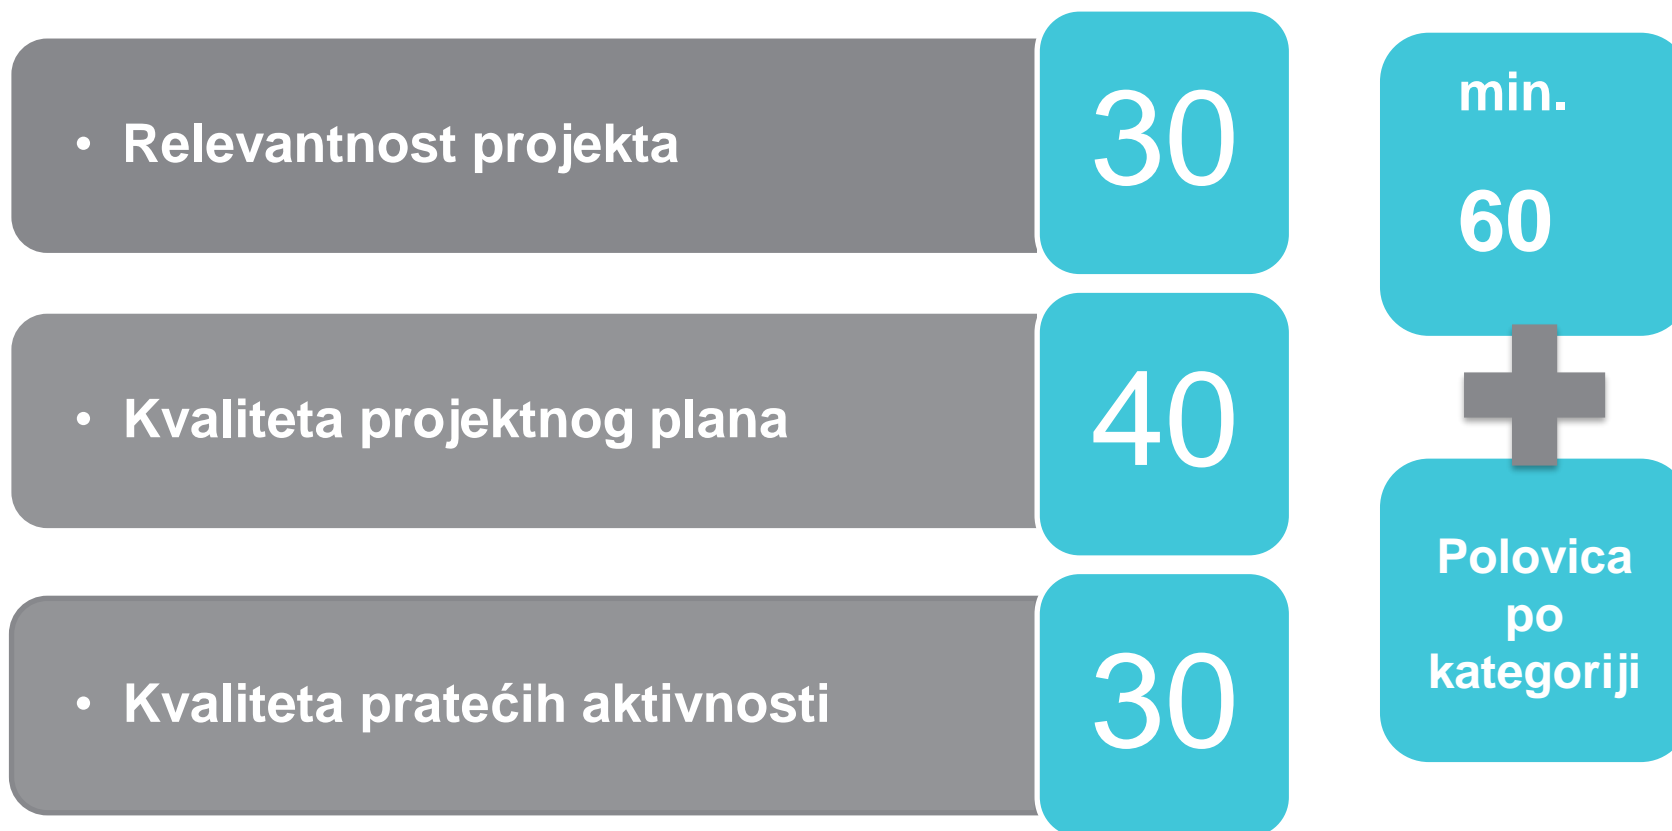 • Relevantnost projekta
30
• Kvaliteta projektnog plana
40
• Kvaliteta pratećih aktivnosti
30
min.
60
Polovica
po
kategoriji